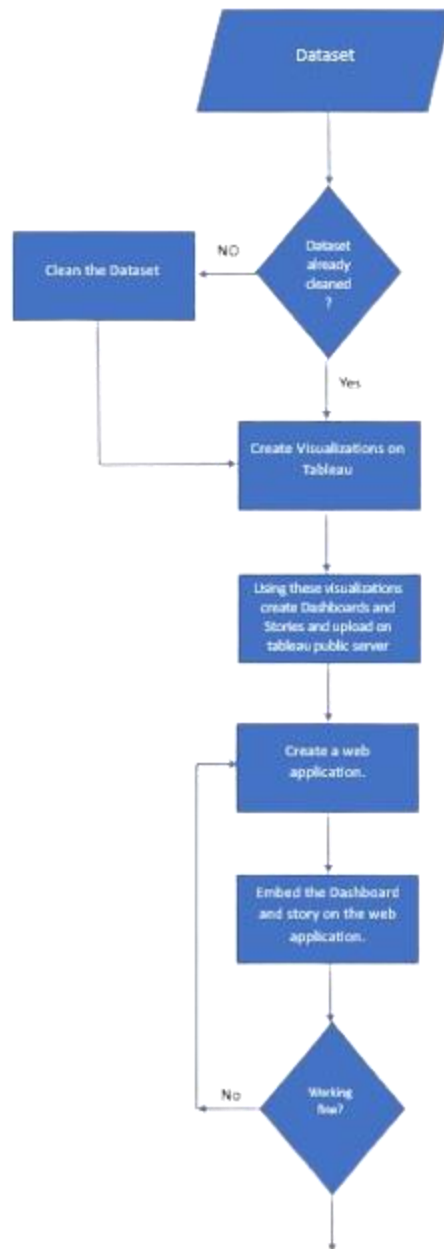 Dataset
Dataset
already
cleaned
?
NO
Clean the Dataset
Yes
Create Visualizations on
Tableau
Using these visualizations
create Dashboards and
Stories and upload on
tableau public server
Create a web
application.
Embed the Dashboard
and story on the web
application.
Working
fine?
No